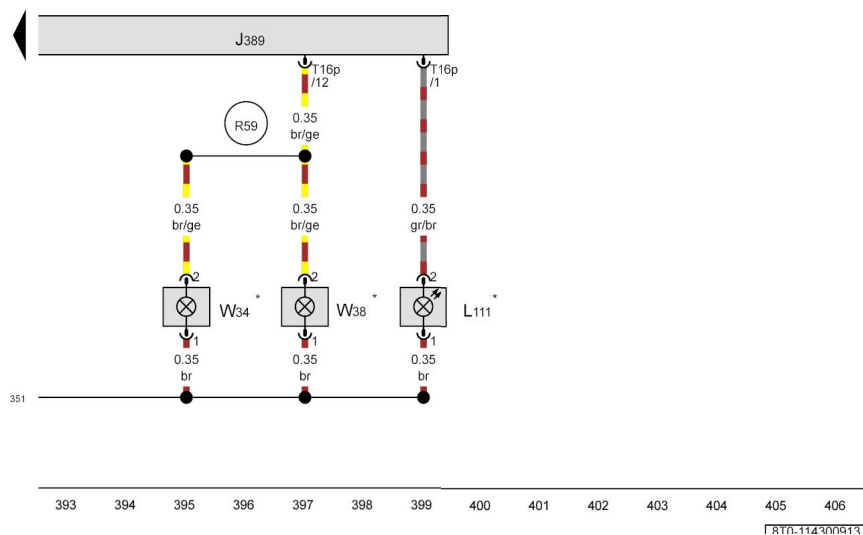 J389
T16p
/12
T16p
/1
0.35
br/ge
R59
0.35
br/ge
0.35
br/ge
0.35
gr/br
2
2
2
W34 *
W38 *
L111 *
1
1
1
0.35
br
0.35
br
0.35
br
351
393 394 395 396 397 398 399 400 401 402 403 404 405 406
8T0-114300913